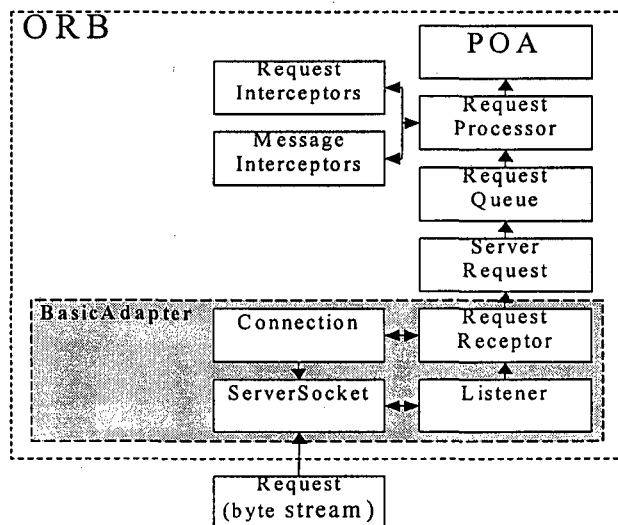 ORB
POA
Request
Interceptors
Request
Processor
Message
Interceptors
Request
Queue
Server
Request
BasicAdapter
Connection
Request
Receptor
ServerSocket
Listener
Request
(byte stream)